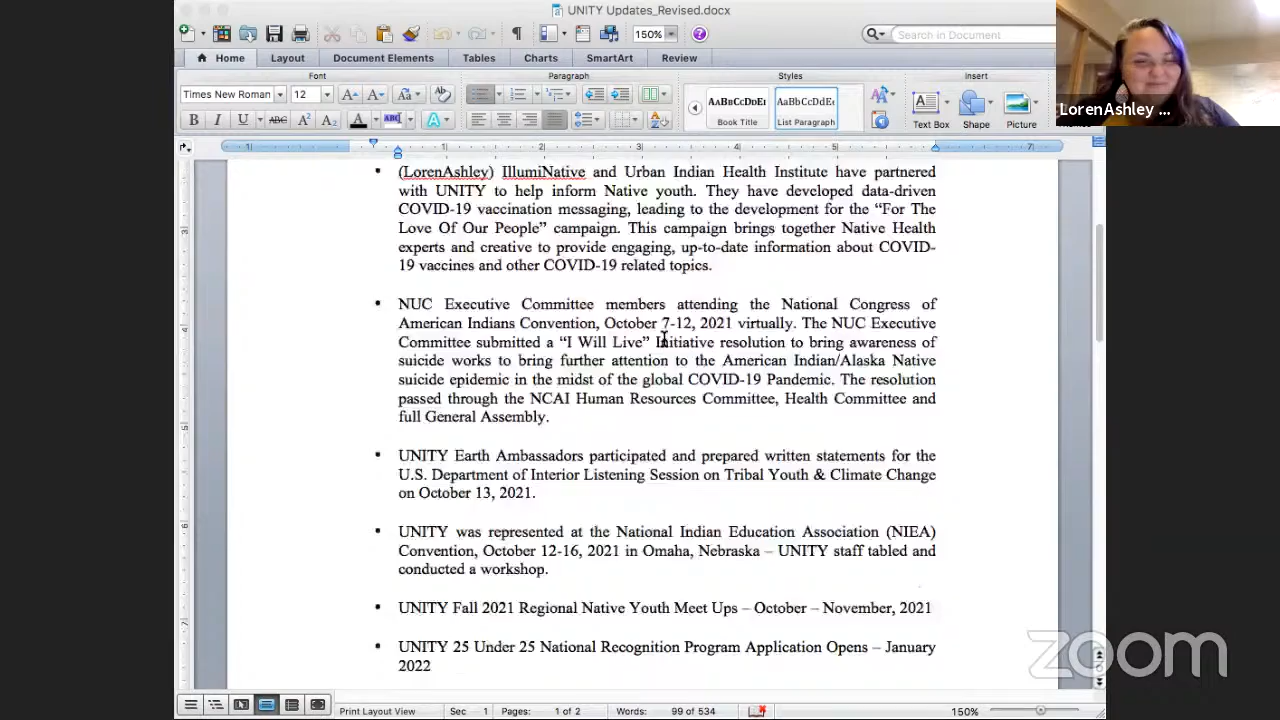 UNITY Updates_Revised.docx
150%
Search in Document
Home Layout Document Elements Tables Charts SmartArt Review
Font Paragraph Styles Insert
Times New Roman 12
AaBbCcDdEe AaBbCcDdEe
Book Title List Paragraph Text Box Shape Picture
LorenAshley ...
• (LorenAshley) IllumiNative and Urban Indian Health Institute have partnered
with UNITY to help inform Native youth. They have developed data-driven
COVID-19 vaccination messaging, leading to the development for the “For The
Love Of Our People” campaign. This campaign brings together Native Health
experts and creative to provide engaging, up-to-date information about COVID-
19 vaccines and other COVID-19 related topics.
• NUC Executive Committee members attending the National Congress of
American Indians Convention, October 7-12, 2021 virtually. The NUC Executive
Committee submitted a “I Will Live” Initiative resolution to bring awareness of
suicide works to bring further attention to the American Indian/Alaska Native
suicide epidemic in the midst of the global COVID-19 Pandemic. The resolution
passed through the NCAI Human Resources Committee, Health Committee and
full General Assembly.
• UNITY Earth Ambassadors participated and prepared written statements for the
U.S. Department of Interior Listening Session on Tribal Youth & Climate Change
on October 13, 2021.
• UNITY was represented at the National Indian Education Association (NIEA)
Convention, October 12-16, 2021 in Omaha, Nebraska – UNITY staff tabled and
conducted a workshop.
• UNITY Fall 2021 Regional Native Youth Meet Ups – October – November, 2021
• UNITY 25 Under 25 National Recognition Program Application Opens – January
2022
zoom
Print Layout View Sec 1 Pages: 1 of 2 Words: 99 of 534 150%